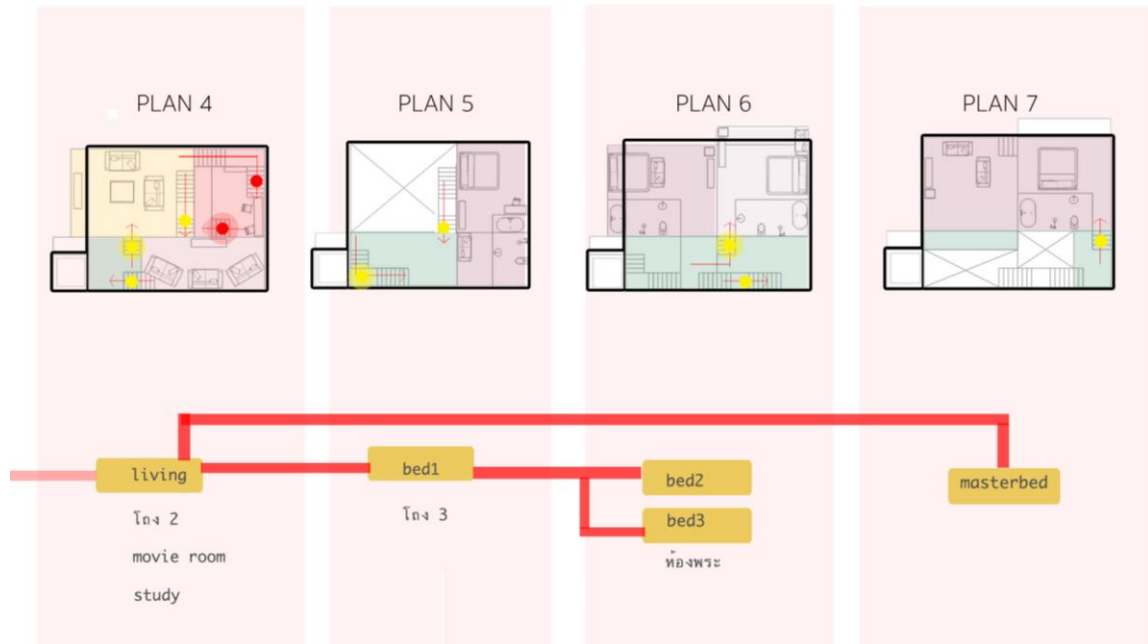 PLAN 4
PLAN 5
PLAN 6
PLAN 7
living
โถง 2
movie room
study
bed1
โถง 3
bed2
bed3
ห้องพระ
masterbed